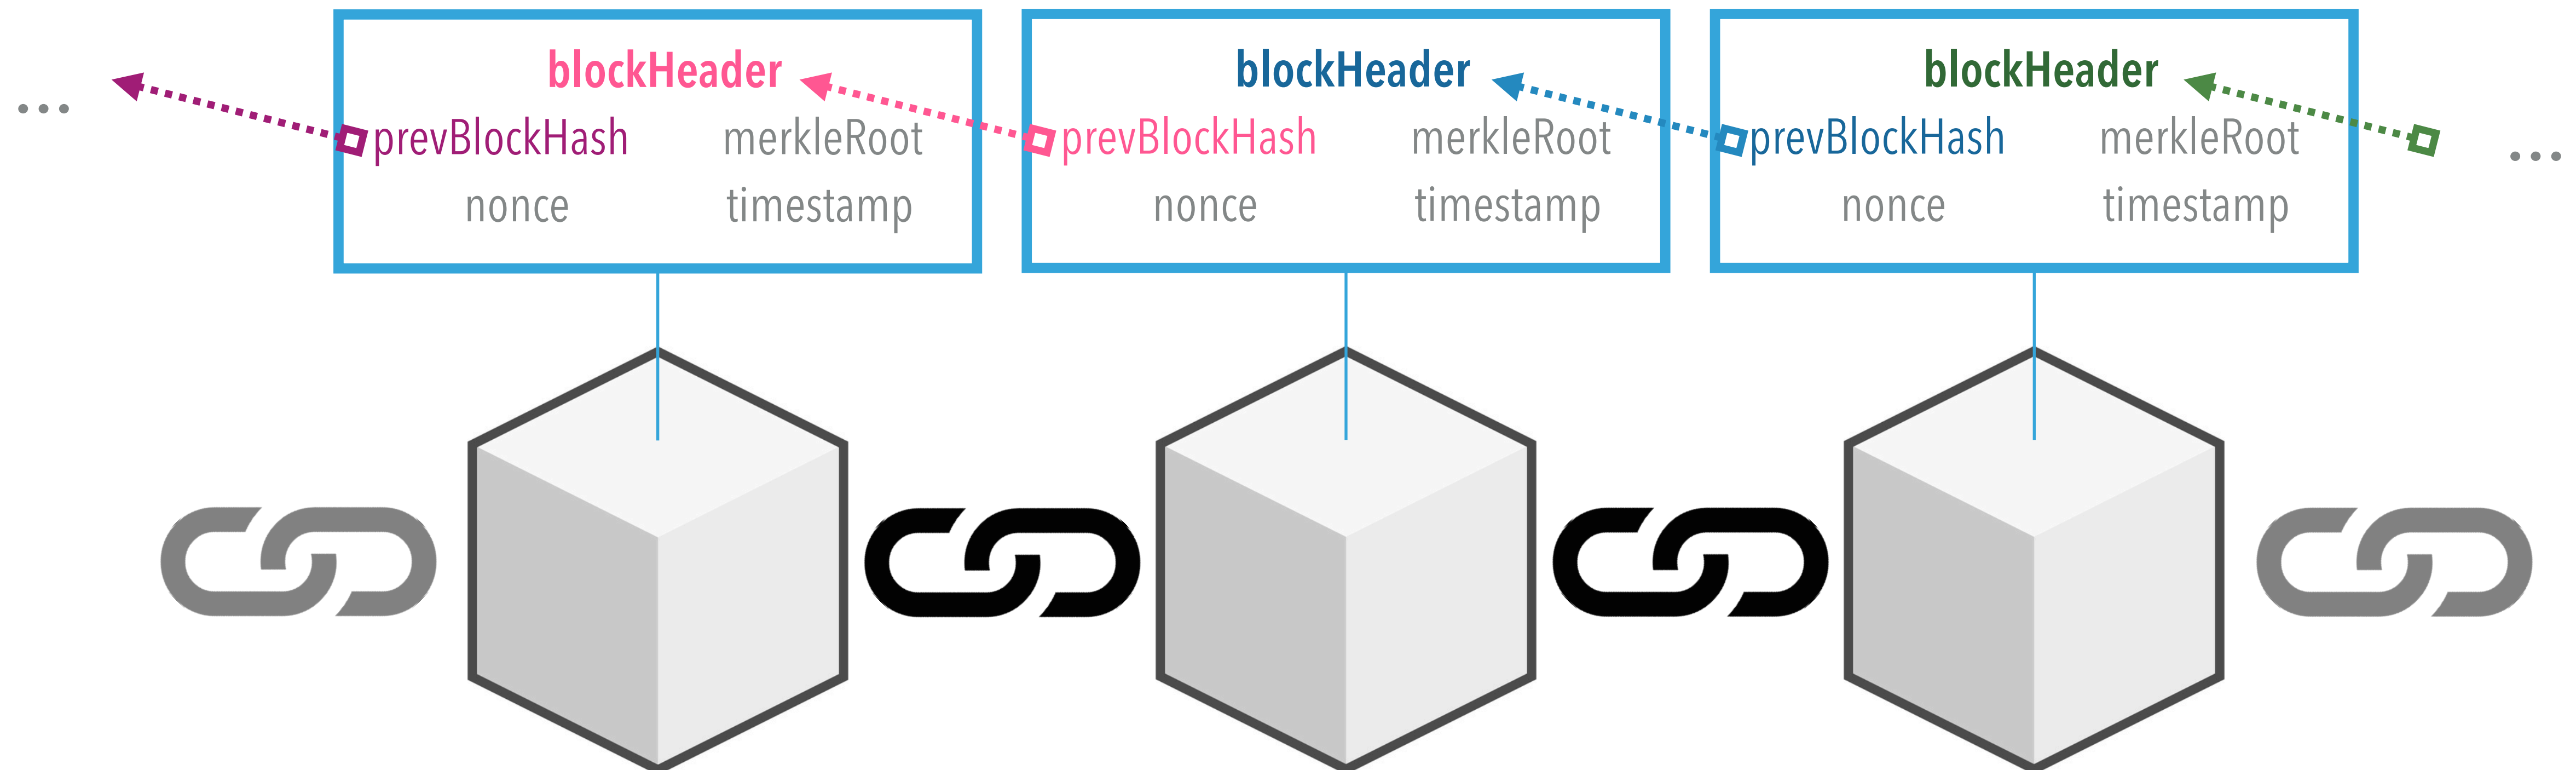 ... blockHeader blockHeader blockHeader
prevBlockHash merkleRoot prevBlockHash merkleRoot prevBlockHash merkleRoot ...
nonce timestamp nonce timestamp nonce timestamp